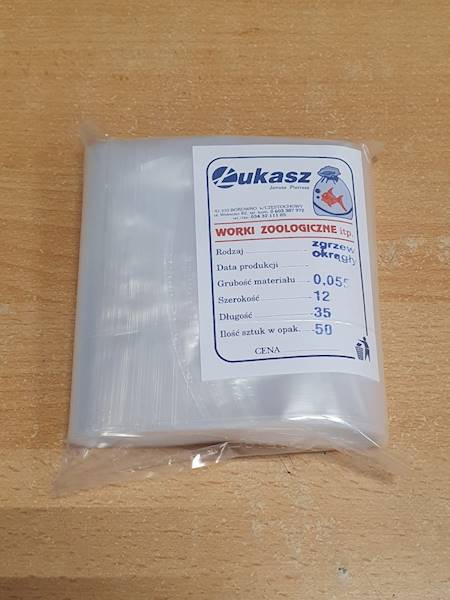 Łukasz
Janusz Pietras
WORKI ZOOLOGICZNE itp.
Rodzaj zgrzew
okrągły
Data produkcji
Grubość materiału 0,055
Szerokość 12
Długość 35
Ilość sztuk w opak. 50
CENA